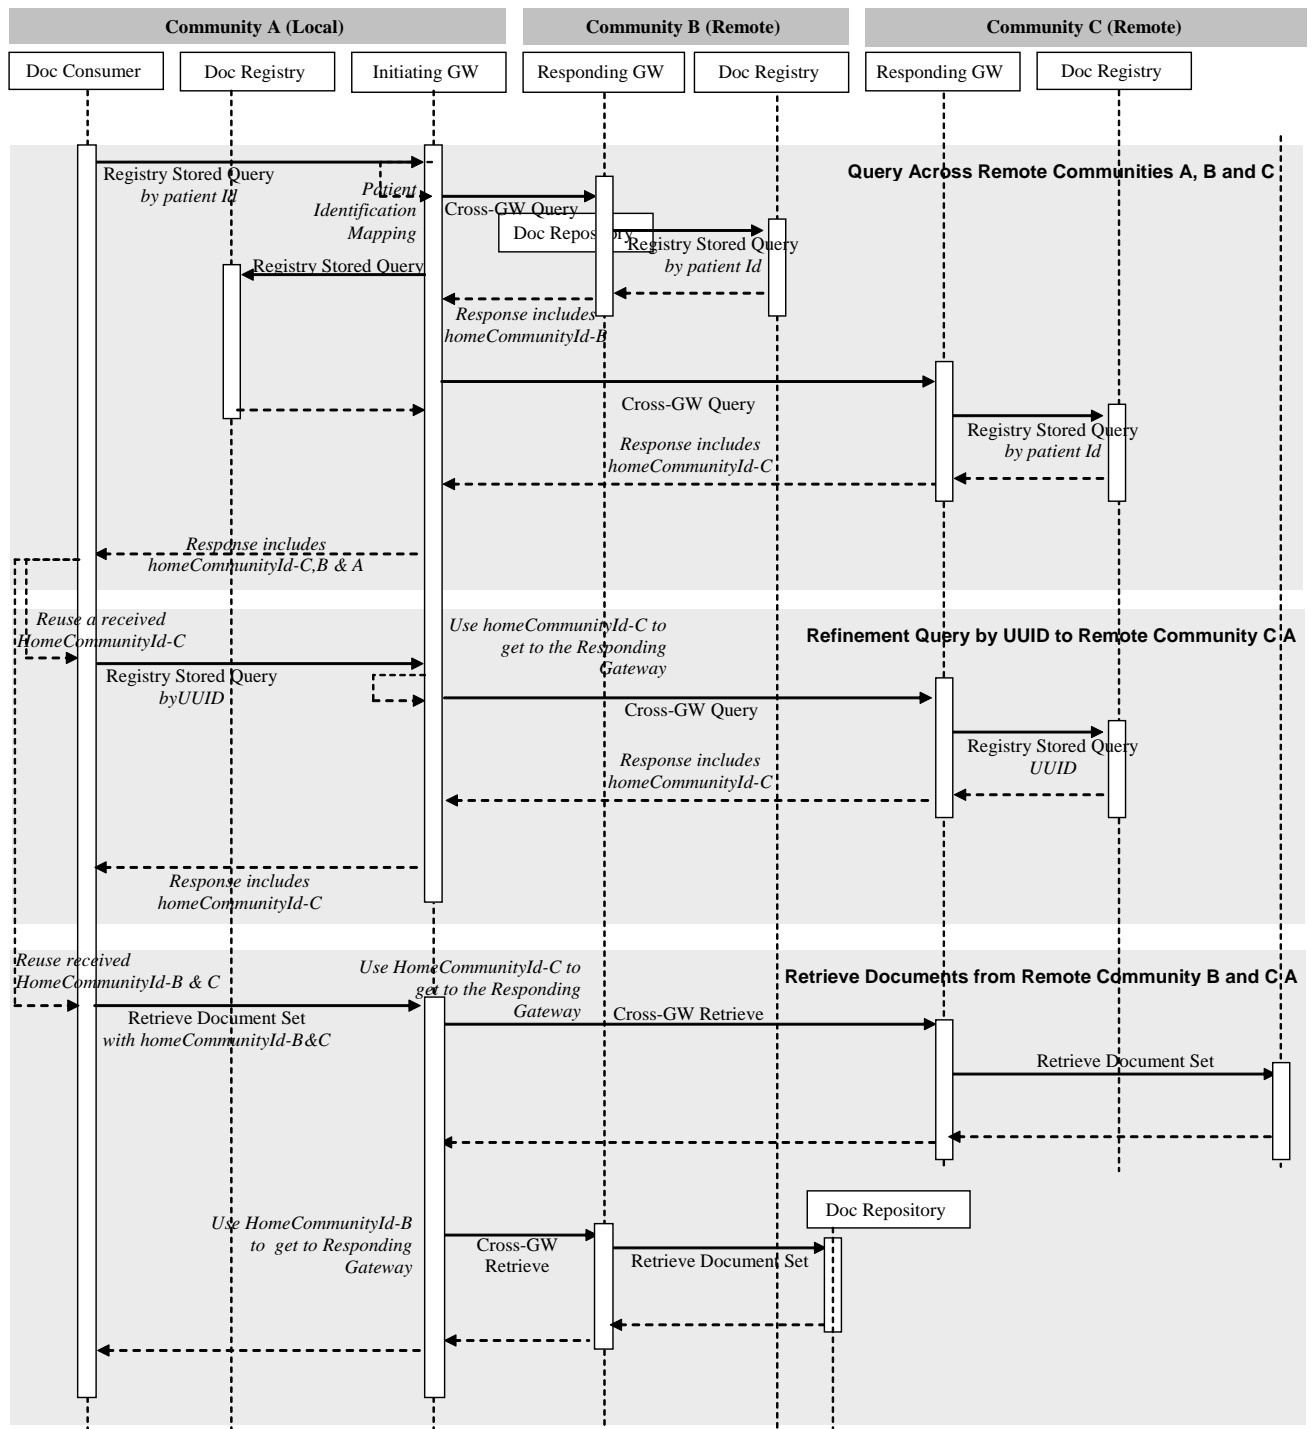 Community A (Local)
Community B (Remote)
Community C (Remote)
Doc Consumer
Doc Registry
Initiating GW
Responding GW
Doc Registry
Responding GW
Doc Registry
Query Across Remote Communities A, B and C
Registry Stored Query
by patient Id
Patient
Identification
Mapping
Cross-GW Query
Doc Repository
Registry Stored Query
by patient Id
Registry Stored Query
Response includes
homeCommunityId-B
Cross-GW Query
Registry Stored Query
by patient Id
Response includes
homeCommunityId-C
Response includes
homeCommunityId-C,B & A
Reuse a received
HomeCommunityId-C
Use homeCommunityId-C to
get to the Responding
Gateway
Refinement Query by UUID to Remote Community C A
Registry Stored Query
byUUID
Cross-GW Query
Registry Stored Query
UUID
Response includes
homeCommunityId-C
Response includes
homeCommunityId-C
Reuse received
HomeCommunityId-B & C
Use HomeCommunityId-C to
get to the Responding
Gateway
Retrieve Documents from Remote Community B and C A
Retrieve Document Set
with homeCommunityId-B&C
Cross-GW Retrieve
Retrieve Document Set
Doc Repository
Use HomeCommunityId-B
to get to Responding
Gateway
Cross-GW
Retrieve
Retrieve Document Set